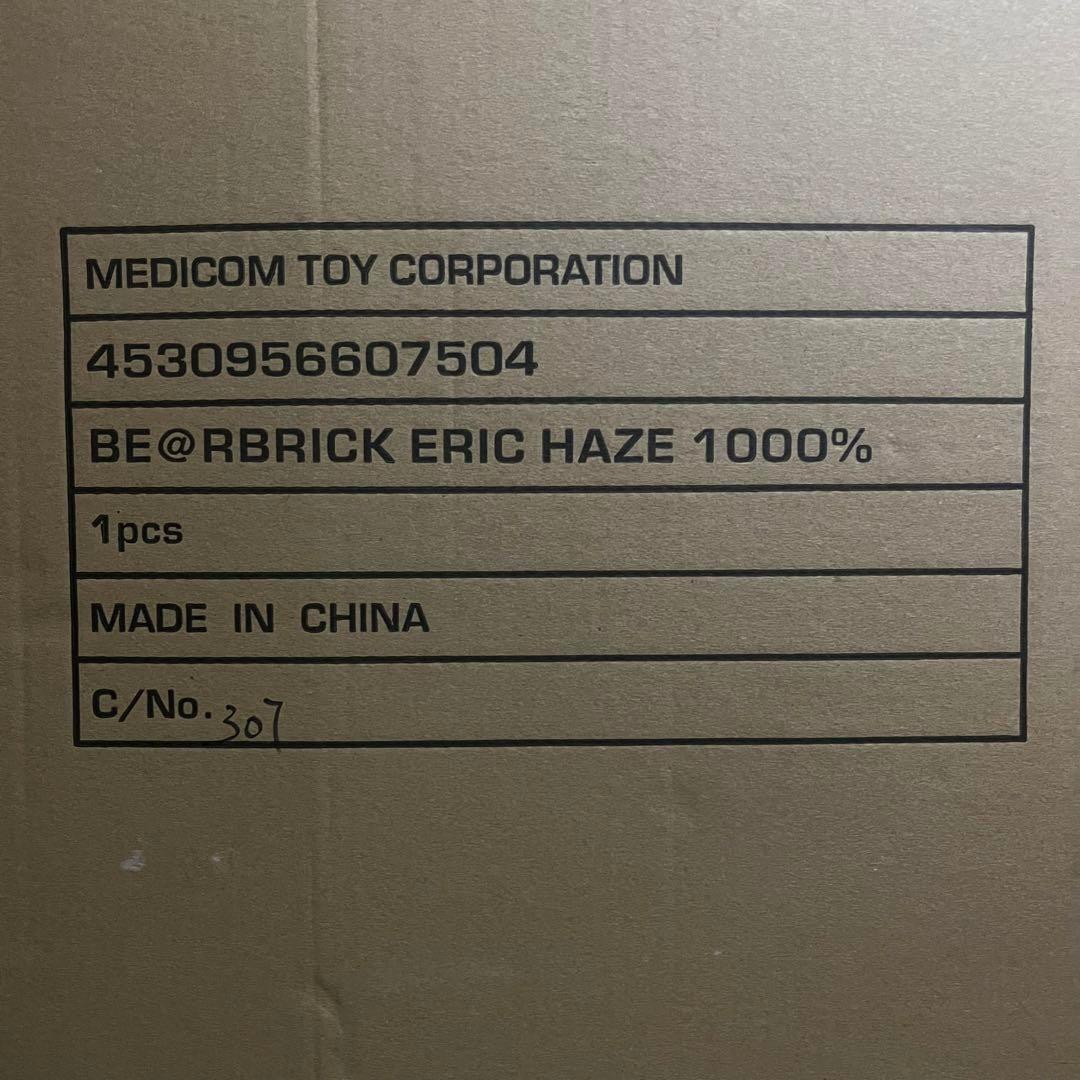 MEDICOM TOY CORPORATION
4530956607504
BE@RBRICK ERIC HAZE 1000%
1pcs
MADE IN CHINA
C/No. 307